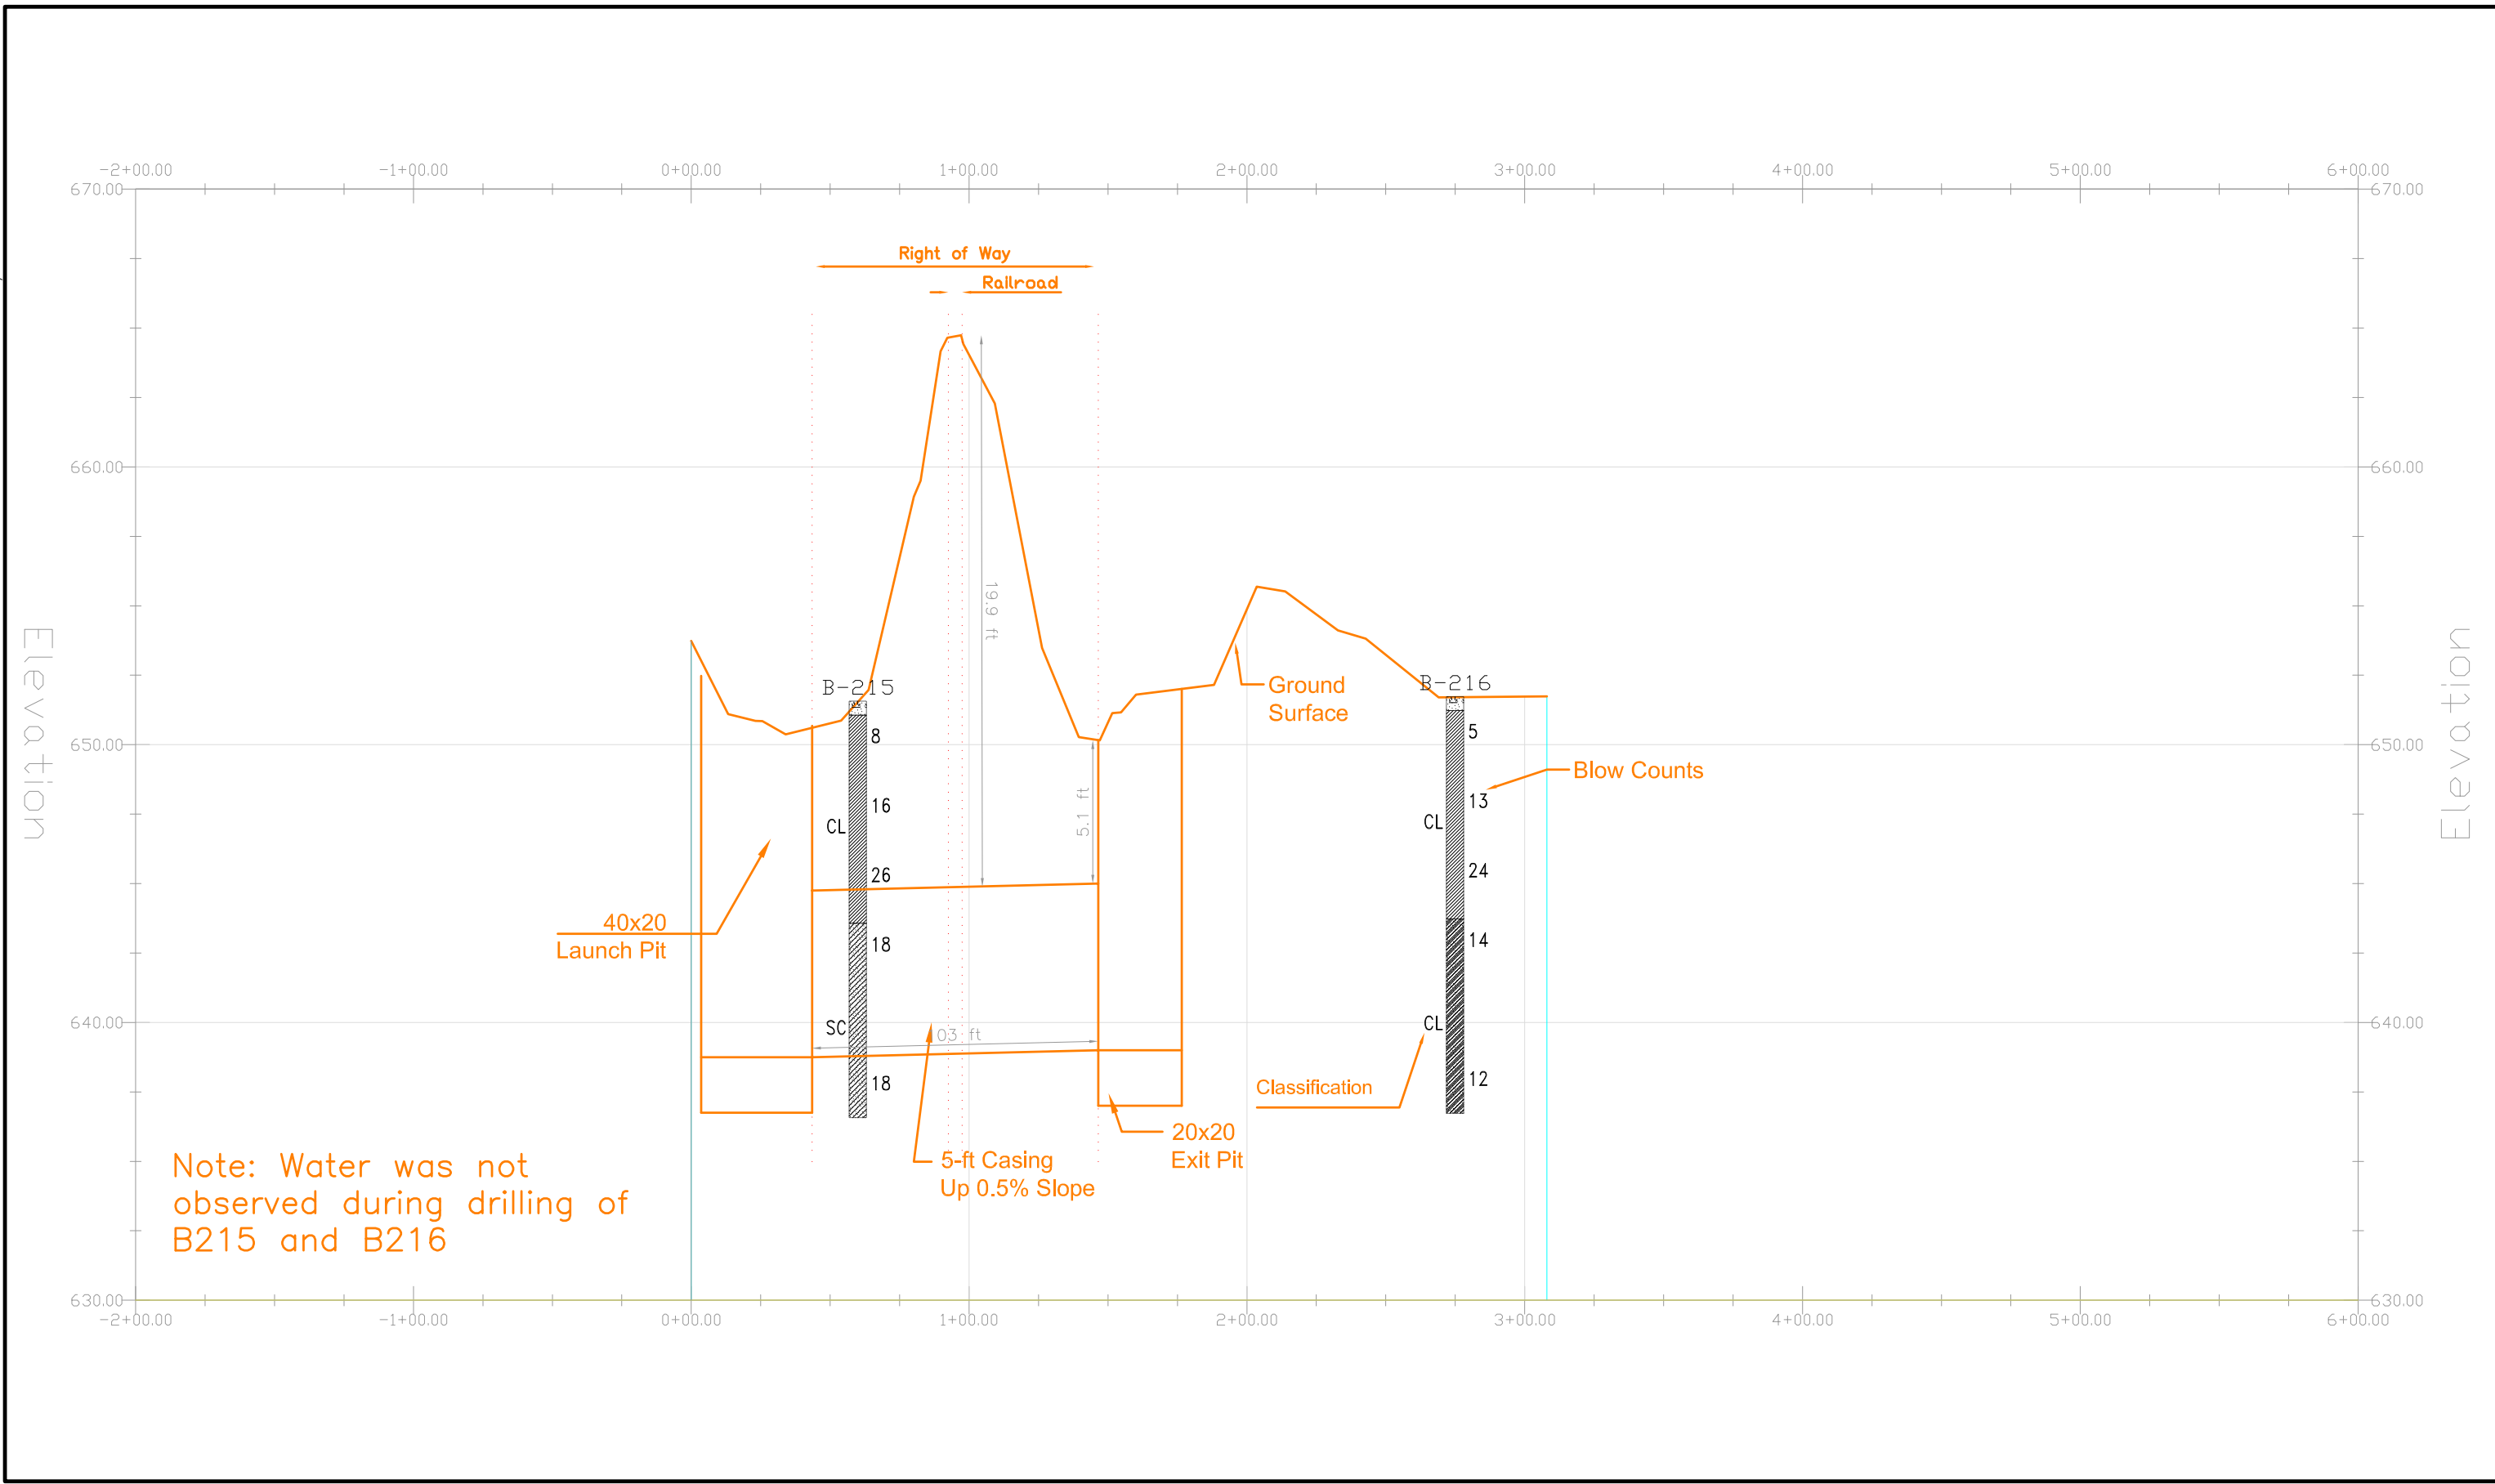 -2+00.00 -1+00.00 0+00.00 1+00.00 2+00.00 3+00.00 4+00.00 5+00.00 6+00.00
670.00 670.00
Right of Way
Railroad
660.00 660.00
19.9 ft
Elevation
Elevation
B-215
B-216
Ground
Surface
8
5
650.00 650.00
Blow Counts
16
13
5.1 ft
CL
CL
26
24
40x20
Launch Pit
18
14
640.00 640.00
SC
CL
03 ft
18
12
Classification
20x20
Exit Pit
5-ft Casing
Up 0.5% Slope
Note: Water was not
observed during drilling of
B215 and B216
630.00 630.00
-2+00.00 -1+00.00 0+00.00 1+00.00 2+00.00 3+00.00 4+00.00 5+00.00 6+00.00